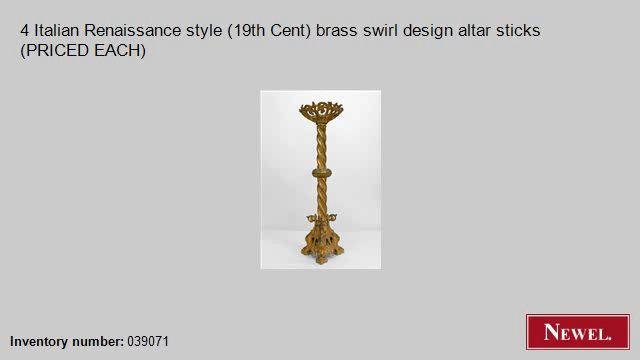 4 Italian Renaissance style (19th Cent) brass swirl design altar sticks
(PRICED EACH)
Inventory number: 039071
NEWEL.